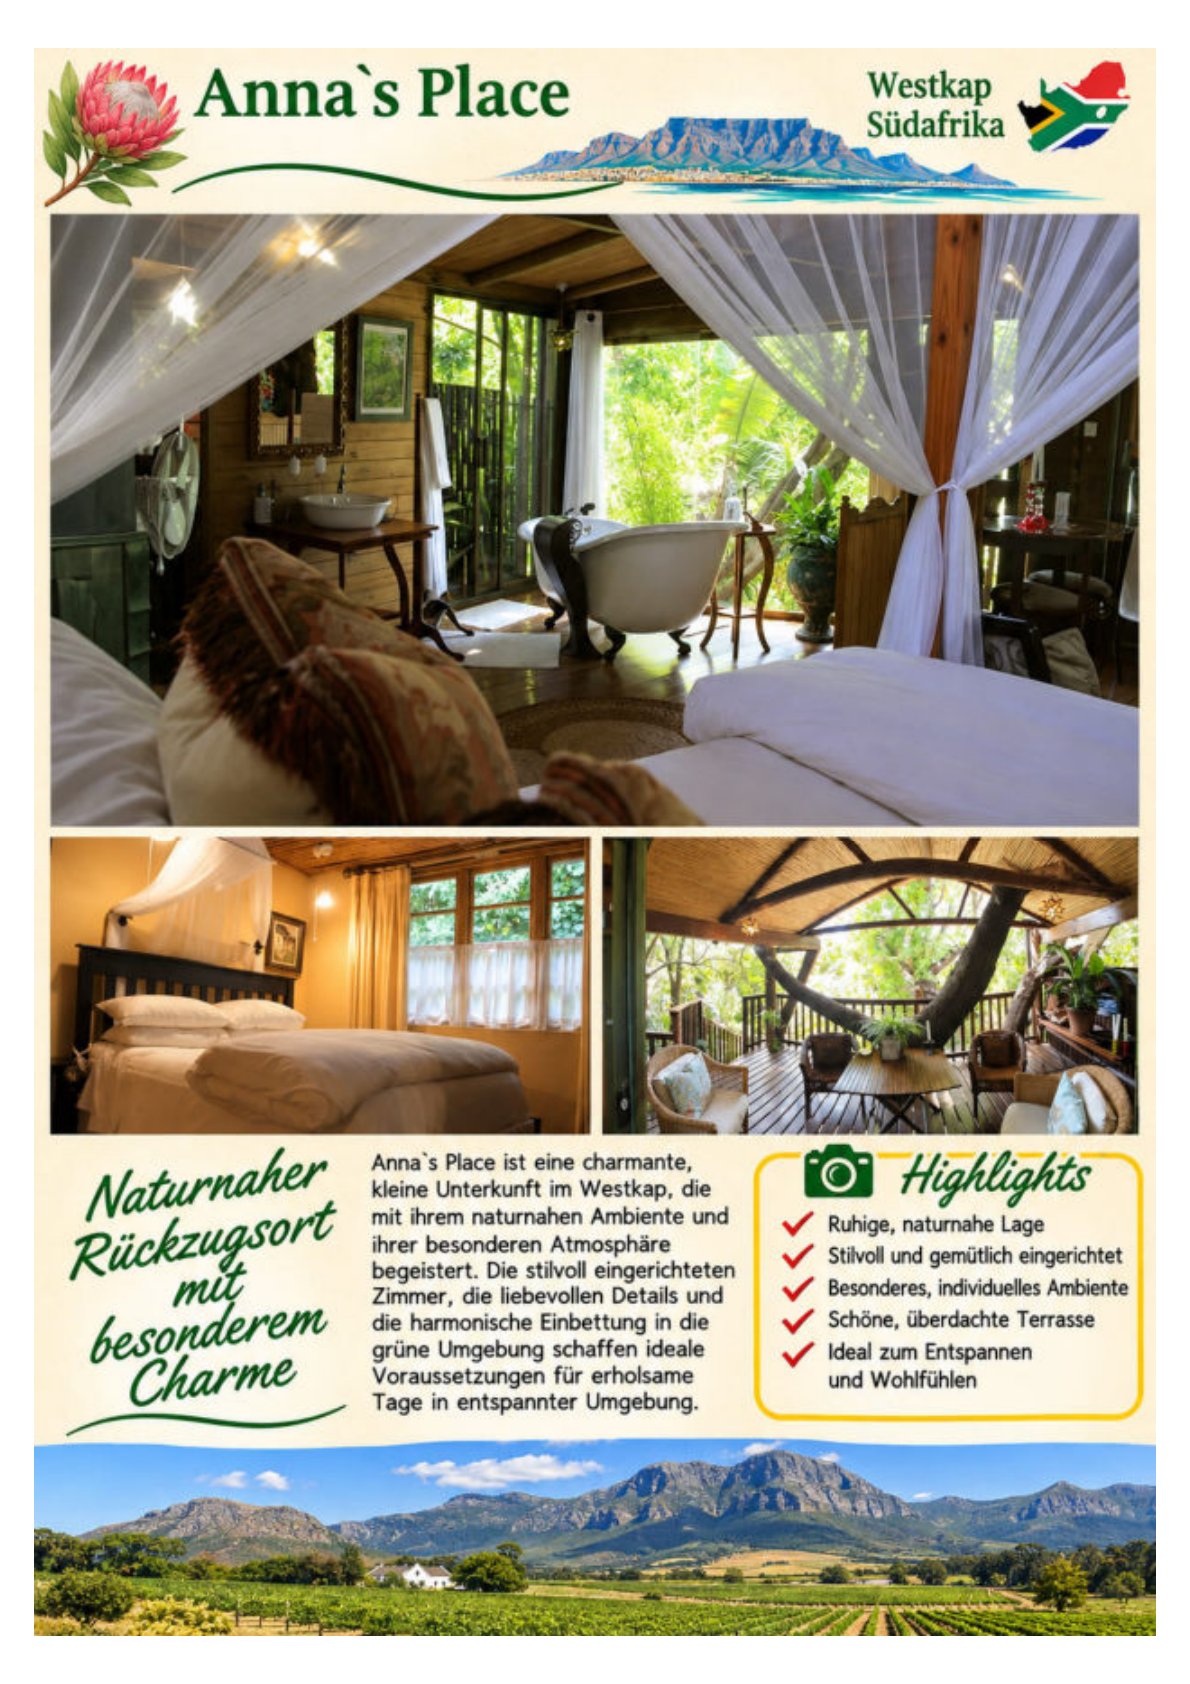 Anna`s Place
Westkap
Südafrika
Naturnaher
Rückzugsort
mit
besonderem
Charme
Anna`s Place ist eine charmante,
kleine Unterkunft im Westkap, die
mit ihrem naturnahen Ambiente und
ihrer besonderen Atmosphäre
begeistert. Die stilvoll eingerichteten
Zimmer, die liebevollen Details und
die harmonische Einbettung in die
grüne Umgebung schaffen ideale
Voraussetzungen für erholsame
Tage in entspannter Umgebung.
Highlights
Ruhige, naturnahe Lage
Stilvoll und gemütlich eingerichtet
Besonderes, individuelles Ambiente
Schöne, überdachte Terrasse
Ideal zum Entspannen
und Wohlfühlen